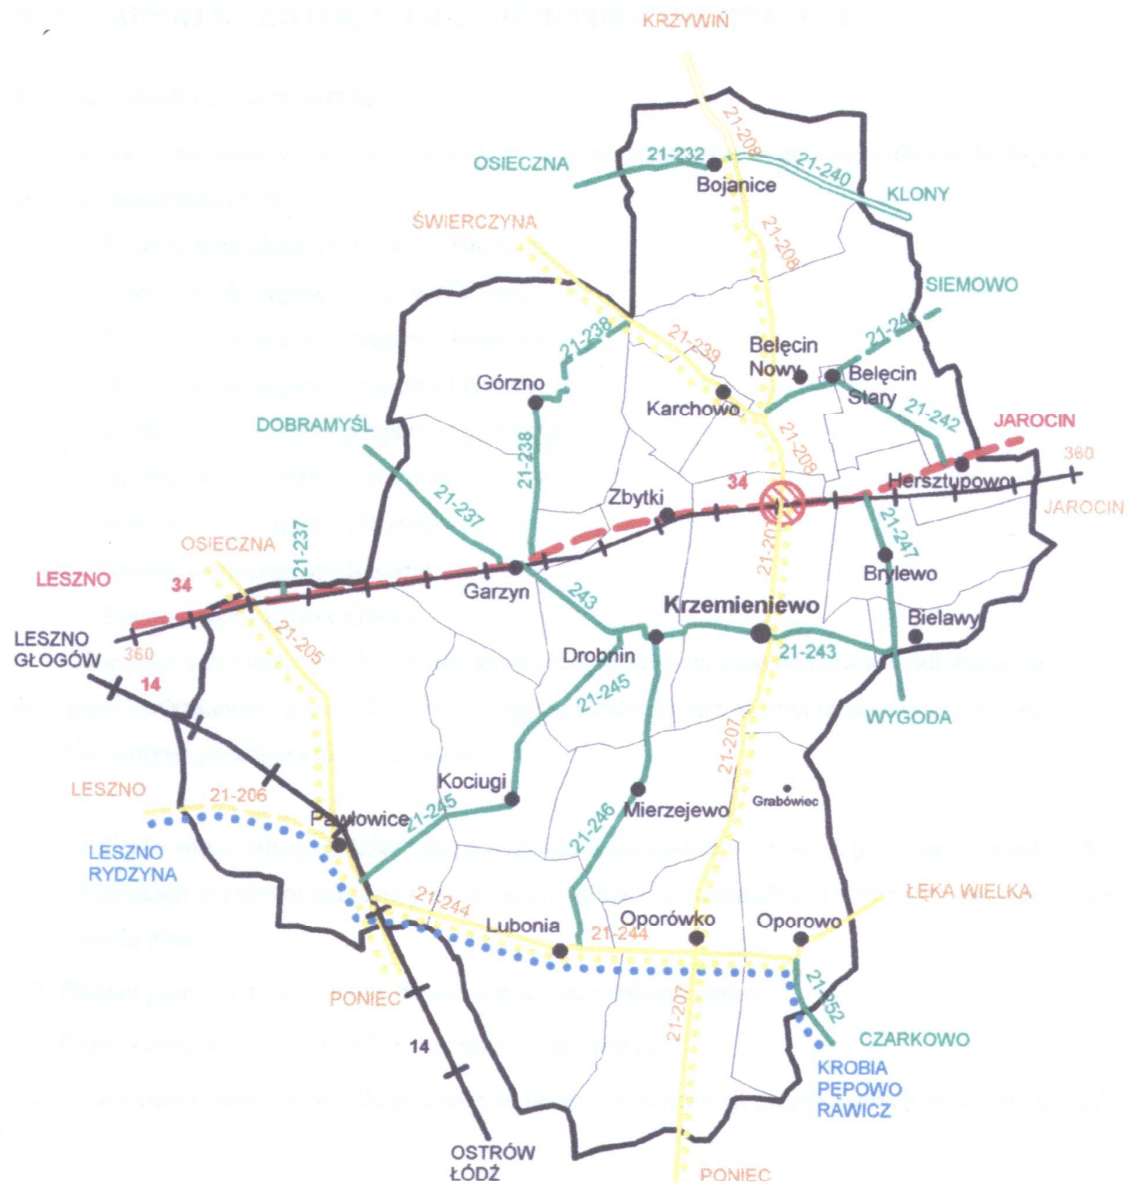 KRZYWIŃ
21-208
OSIECZNA
21-232
21-240
Bojanice
KLONY
ŚWIERCZYNA
21-208
SIEMOWO
21-238
21-239
21-24
Belęcin
Nowy
Belęcin
Stary
Górzno
Karchowo
DOBRAMYŚL
21-242
JAROCIN
21-238
21-208
360
Hersztupowo
34
Zbytki
JAROCIN
21-237
OSIECZNA
21-237
21-207
21-247
LESZNO
34
Garzyn
243
Brylewo
Krzemieniewo
Bielawy
LESZNO
GŁOGÓW
360
21-205
Drobnin
21-243
14
21-245
WYGODA
21-207
LESZNO
21-206
Kociugi
Grabówiec
Pawłowice
21-245
Mierzejewo
21-246
LESZNO
RYDZYNA
ŁĘKA WIELKA
21-244
Lubonia
21-244
Oporówko
Oporowo
PONIEC
21-207
21-252
14
CZARKOWO
KROBIA
PĘPOWO
RAWICZ
OSTRÓW
ŁÓDŹ
PONIEC